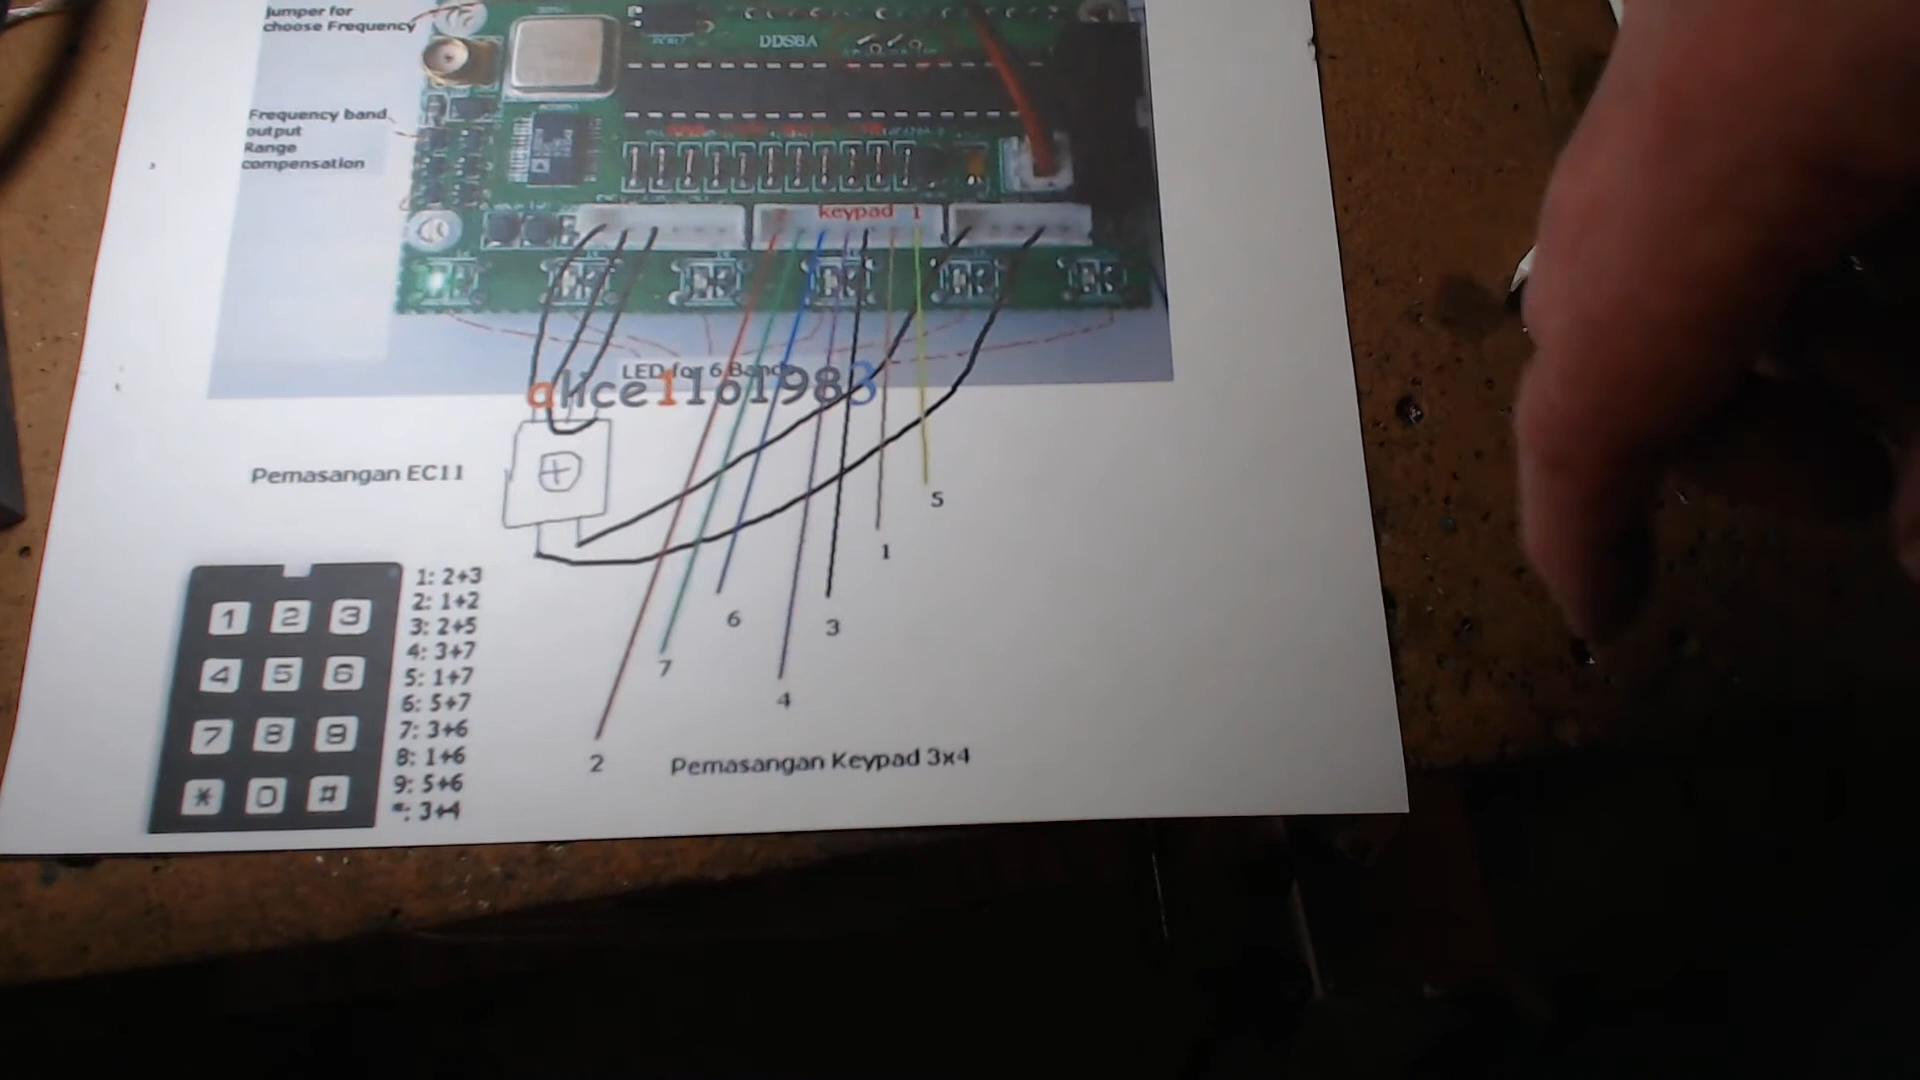 Jumper for
choose Frequency
DDS6A
Frequency band
output
Range
compensation
keypad 1
LED for 6 Band
alice1161983
Pemasangan EC11
5
1
6
3
7
4
2
Pemasangan Keypad 3x4
1 2 3
4 5 6
7 8 9
* 0 #
1: 2+3
2: 1+2
3: 2+5
4: 3+7
5: 1+7
6: 5+7
7: 3+6
8: 1+6
9: 5+6
*: 3+4